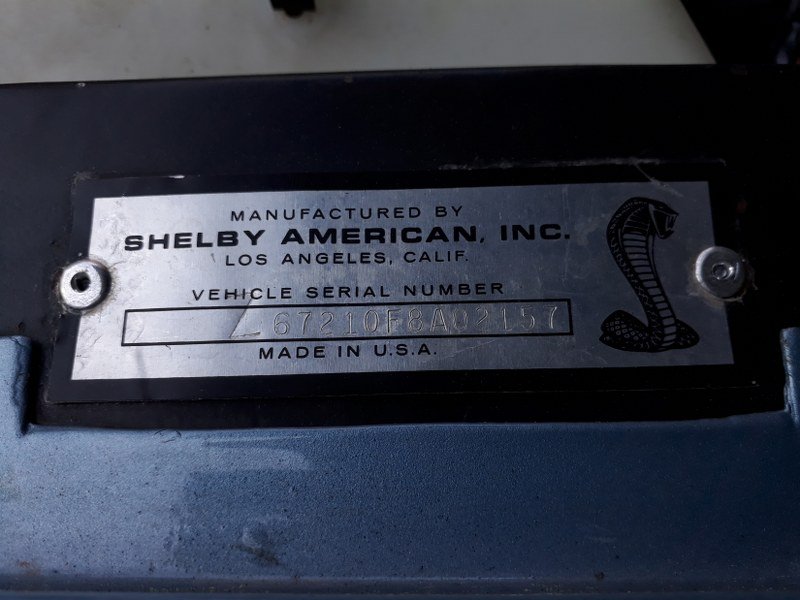 MANUFACTURED BY
SHELBY AMERICAN, INC.
LOS ANGELES, CALIF.
VEHICLE SERIAL NUMBER
67210F8A02157
MADE IN U.S.A.